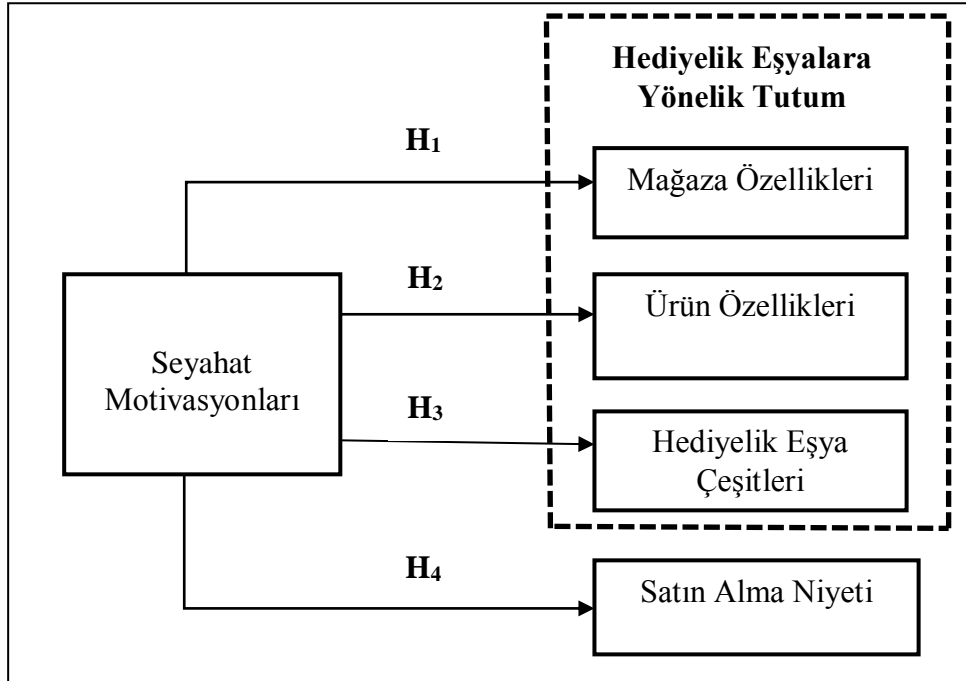 Hediyelik Eşyalara
Yönelik Tutum
H₁
Mağaza Özellikleri
H₂
Ürün Özellikleri
Seyahat
Motivasyonları
H₃
Hediyelik Eşya
Çeşitleri
H₄
Satın Alma Niyeti